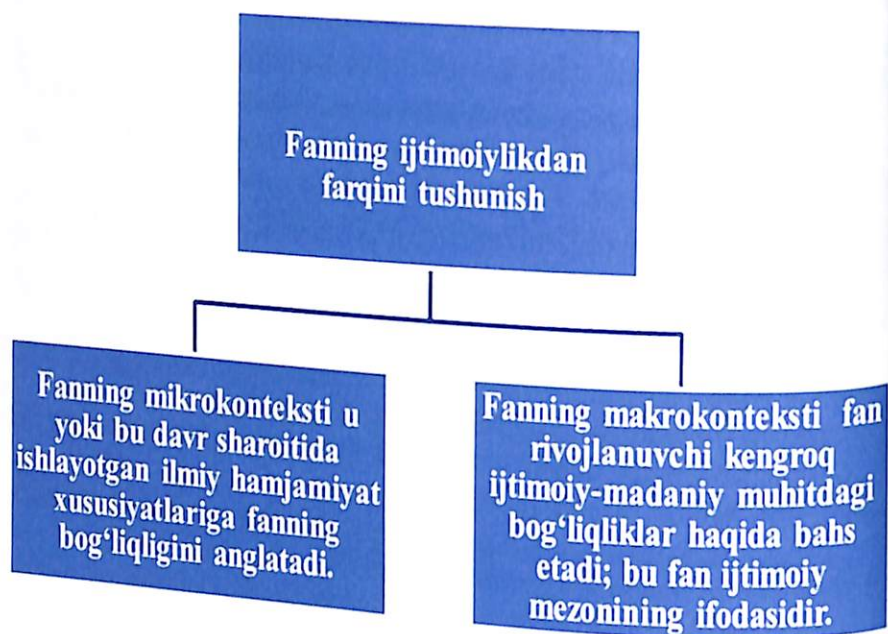 Fanning ijtimoiylikdan
farqini tushunish
Fanning mikrokonteksti u
yoki bu davr sharoitida
ishlayotgan ilmiy hamjamiyat
xususiyatlariga fanning
bog‘liqligini anglatadi.
Fanning makrokonteksti fan
rivojlanuvchi kengroq
ijtimoiy-madaniy muhitdagi
bog‘liqliklar haqida bahs
etadi; bu fan ijtimoiy
mezonining ifodasidir.